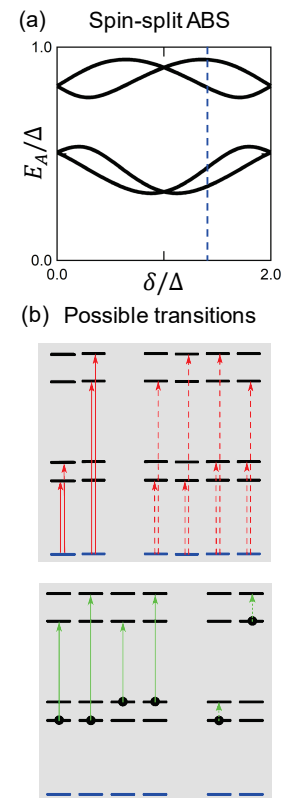 (a) Spin-split ABS
1.0
E_A/Δ
0.0
0.0 2.0
δ/Δ
(b) Possible transitions